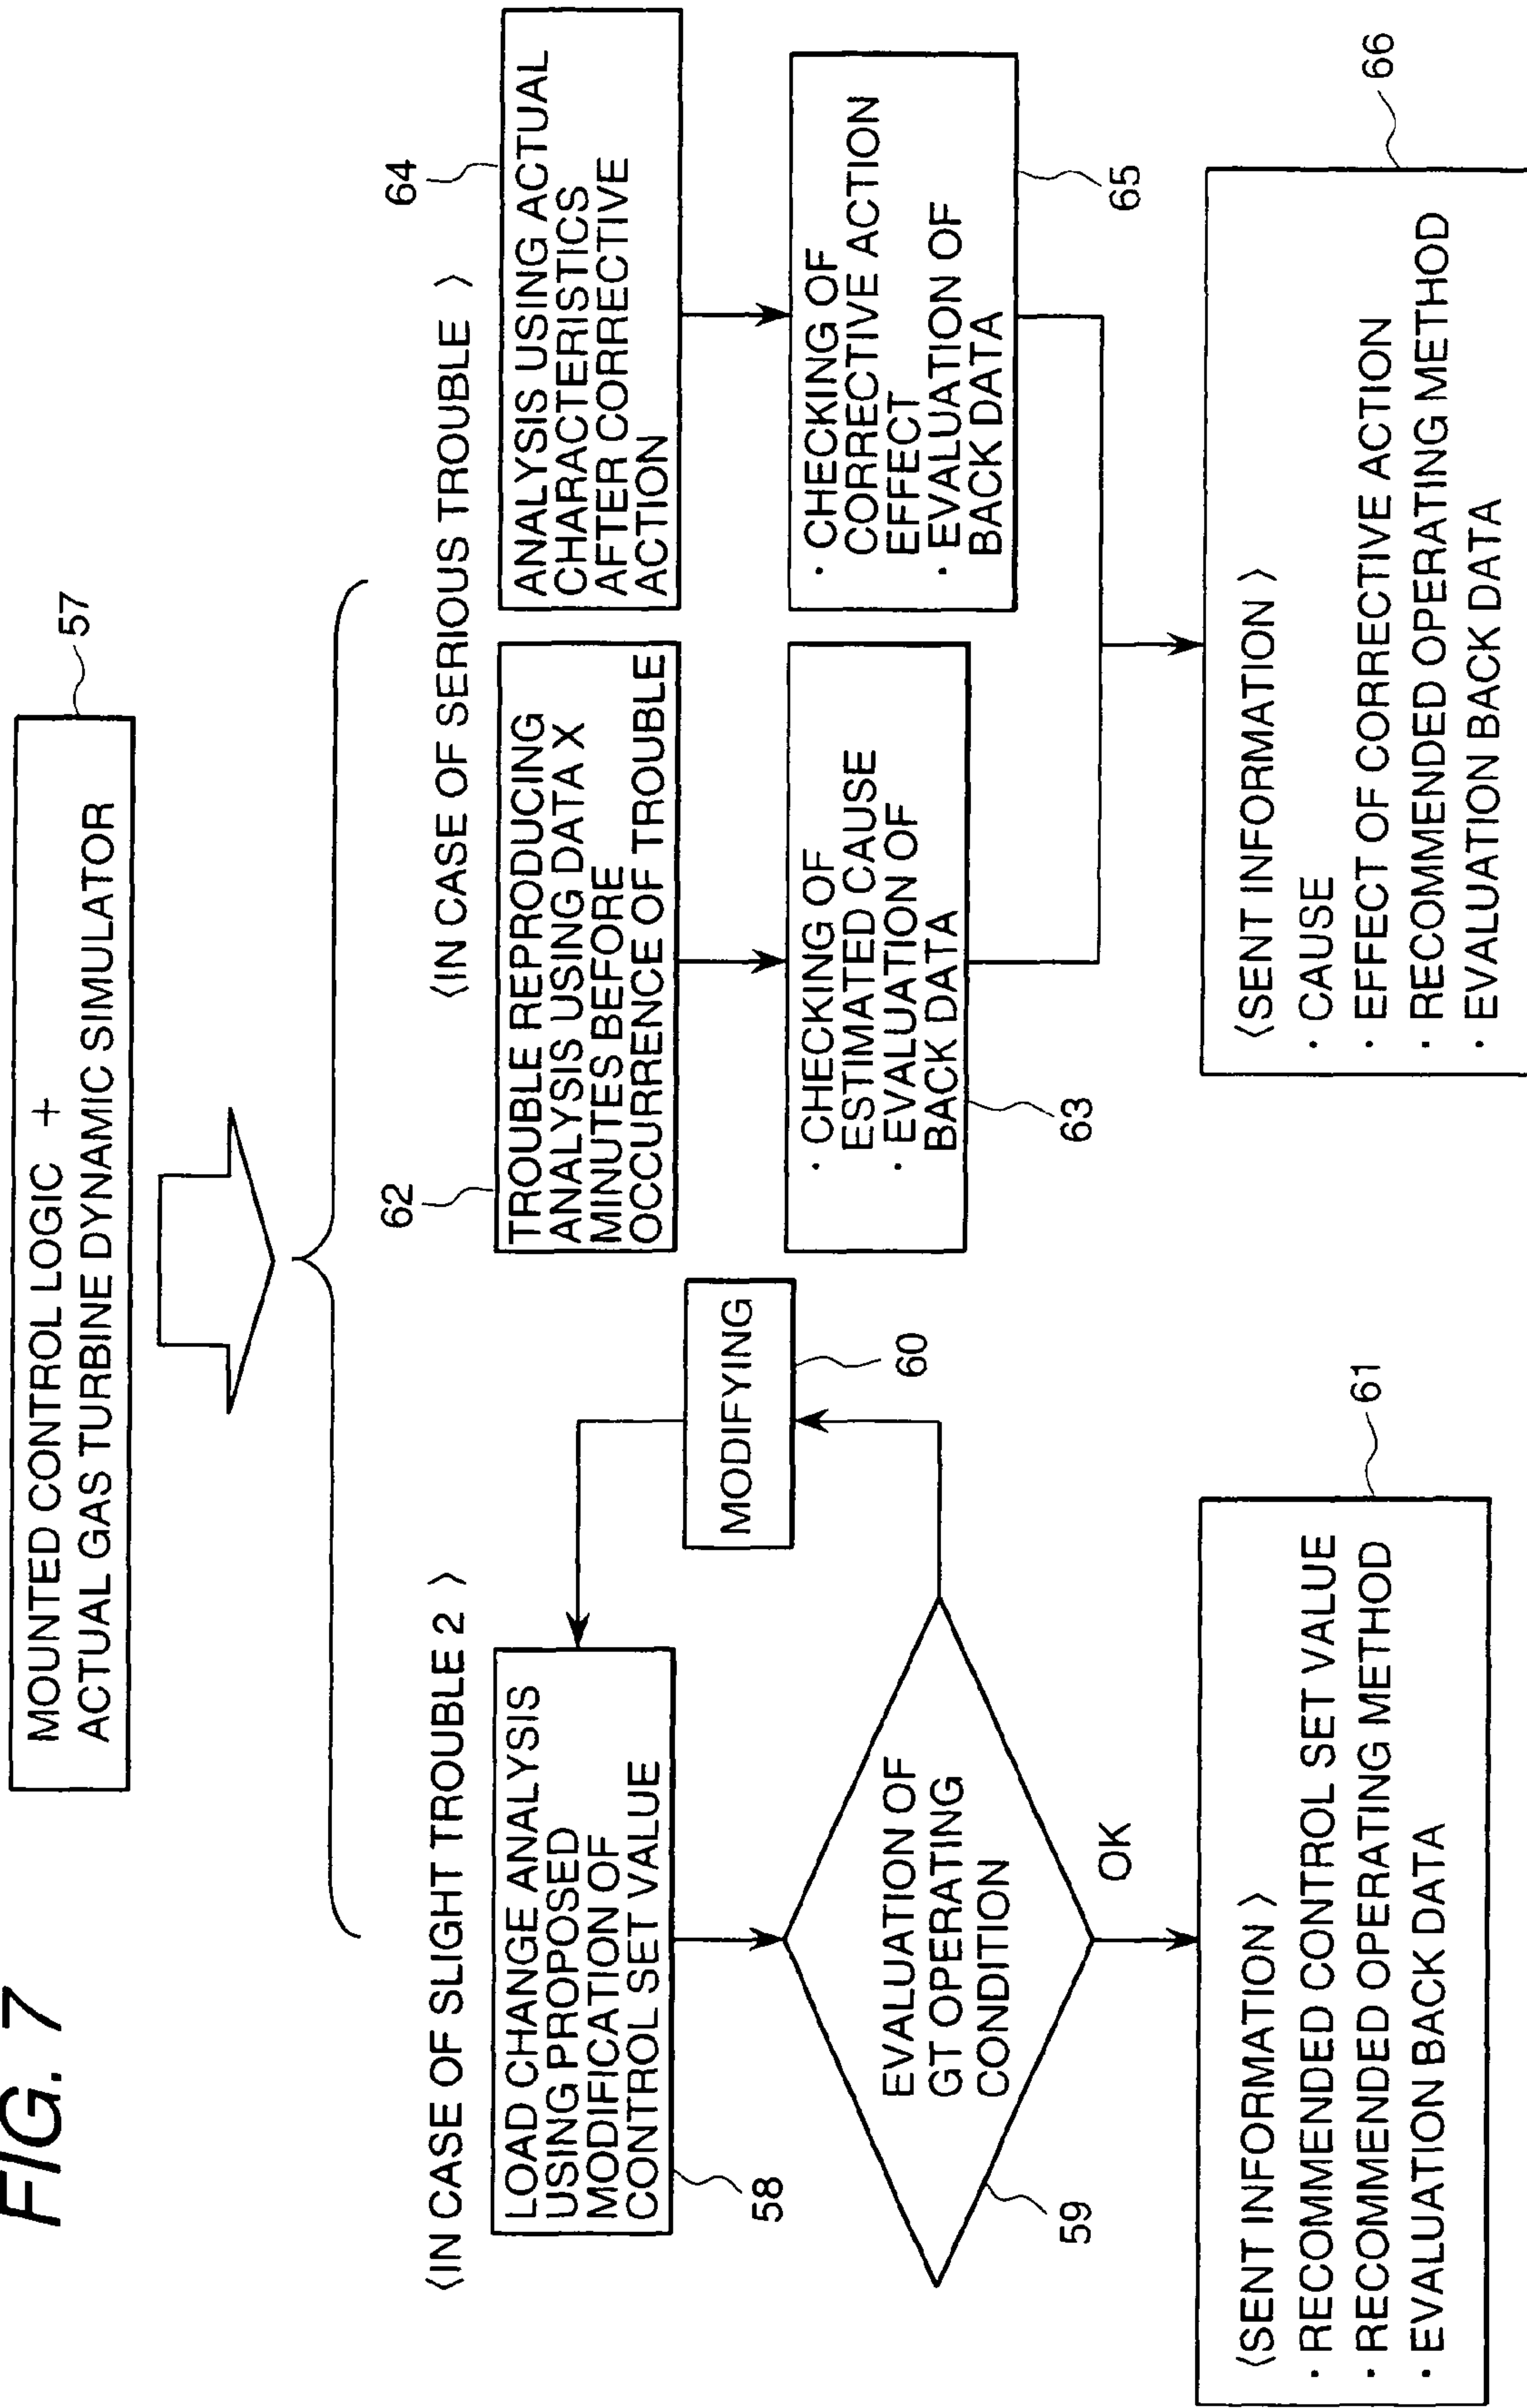 FIG. 7
MOUNTED CONTROL LOGIC +
ACTUAL GAS TURBINE DYNAMIC SIMULATOR
57
〈IN CASE OF SLIGHT TROUBLE 2 〉
LOAD CHANGE ANALYSIS
USING PROPOSED
MODIFICATION OF
CONTROL SET VALUE
58
EVALUATION OF
GT OPERATING
CONDITION
59
OK
MODIFYING
60
〈SENT INFORMATION 〉
· RECOMMENDED CONTROL SET VALUE
· RECOMMENDED OPERATING METHOD
· EVALUATION BACK DATA
61
〈IN CASE OF SERIOUS TROUBLE 〉
62
TROUBLE REPRODUCING
ANALYSIS USING DATA X
MINUTES BEFORE
OCCURRENCE OF TROUBLE
· CHECKING OF
ESTIMATED CAUSE
· EVALUATION OF
BACK DATA
63
64
ANALYSIS USING ACTUAL
CHARACTERISTICS
AFTER CORRECTIVE
ACTION
· CHECKING OF
CORRECTIVE ACTION
EFFECT
· EVALUATION OF
BACK DATA
65
〈SENT INFORMATION 〉
· CAUSE
· EFFECT OF CORRECTIVE ACTION
· RECOMMENDED OPERATING METHOD
· EVALUATION BACK DATA
66